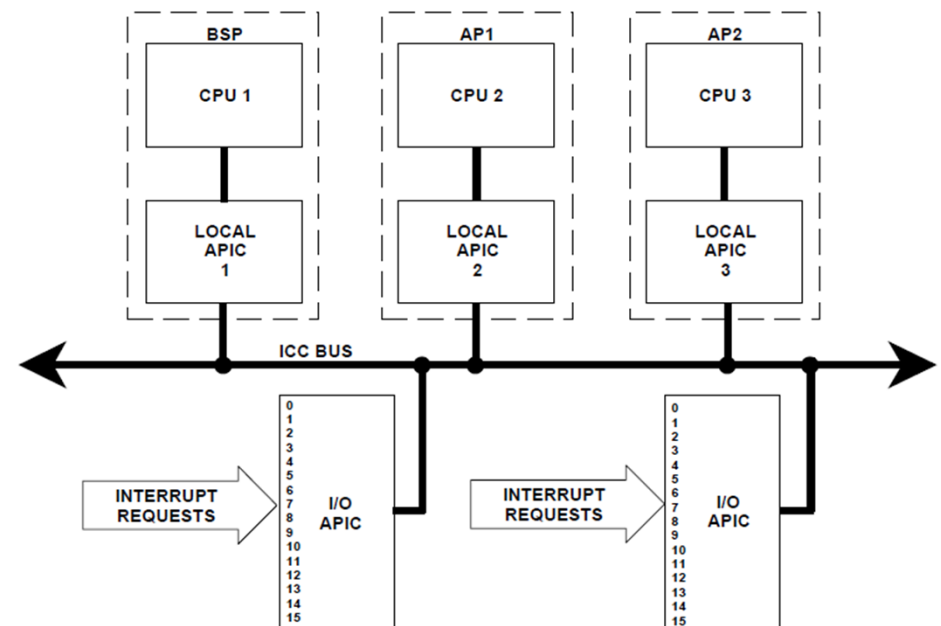 BSP
AP1
AP2
CPU 1
CPU 2
CPU 3
LOCAL
APIC
1
LOCAL
APIC
2
LOCAL
APIC
3
ICC BUS
INTERRUPT
REQUESTS
0
1
2
3
4
5
6
7
8
9
10
11
12
13
14
15
I/O
APIC
INTERRUPT
REQUESTS
0
1
2
3
4
5
6
7
8
9
10
11
12
13
14
15
I/O
APIC